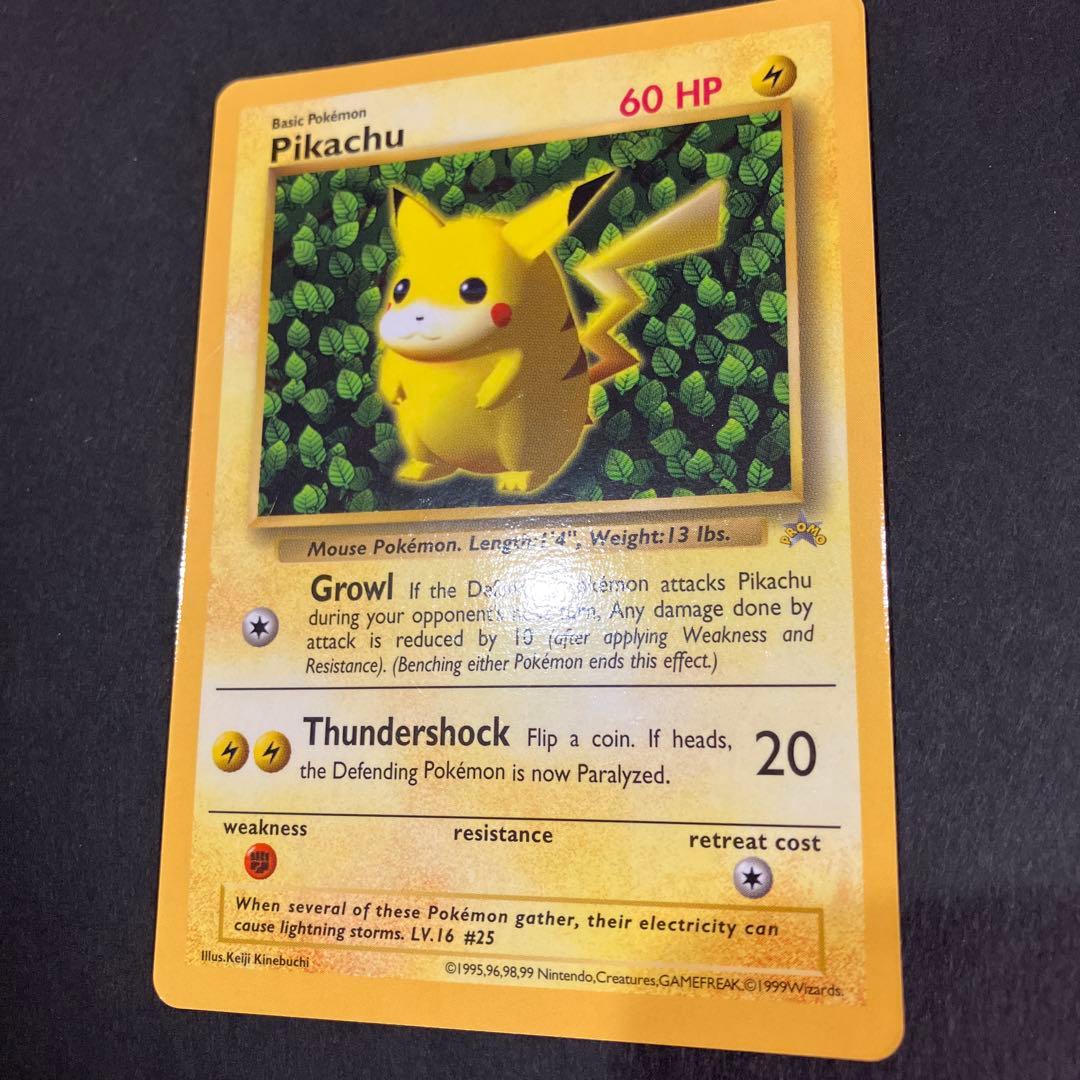 Basic Pokémon
Pikachu
60 HP
Mouse Pokémon. Length: 4", Weight:13 lbs.
PROMO
Growl If the Pokémon attacks Pikachu
during your opponent's turn, Any damage done by
attack is reduced by 10 (after applying Weakness and
Resistance). (Benching either Pokémon ends this effect.)
Thundershock Flip a coin. If heads,
the Defending Pokémon is now Paralyzed.
20
weakness
resistance
retreat cost
When several of these Pokémon gather, their electricity can
cause lightning storms. LV.16 #25
Illus.Keiji Kinebuchi
©1995,96,98,99 Nintendo,Creatures,GAMEFREAK.©1999Wizards.